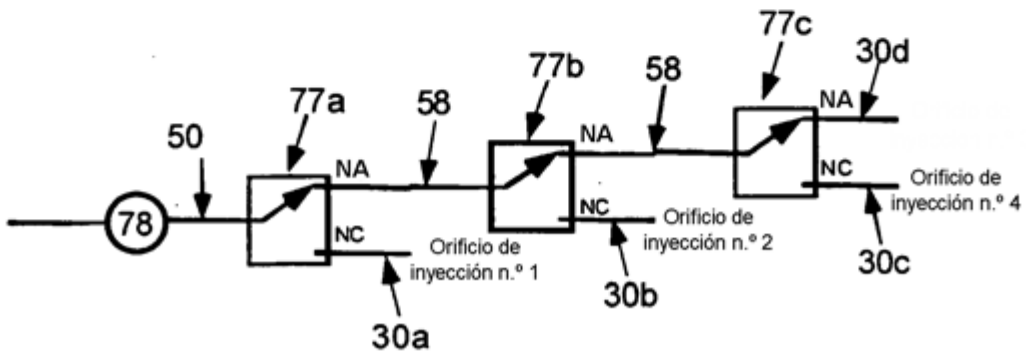 77c
30d
77b
58
NA
77a
58
NA
50
NA
NC
Orificio de
inyección n.º 4
78
NC
Orificio de
inyección n.º 2
30c
NC
Orificio de
inyección n.º 1
30b
30a